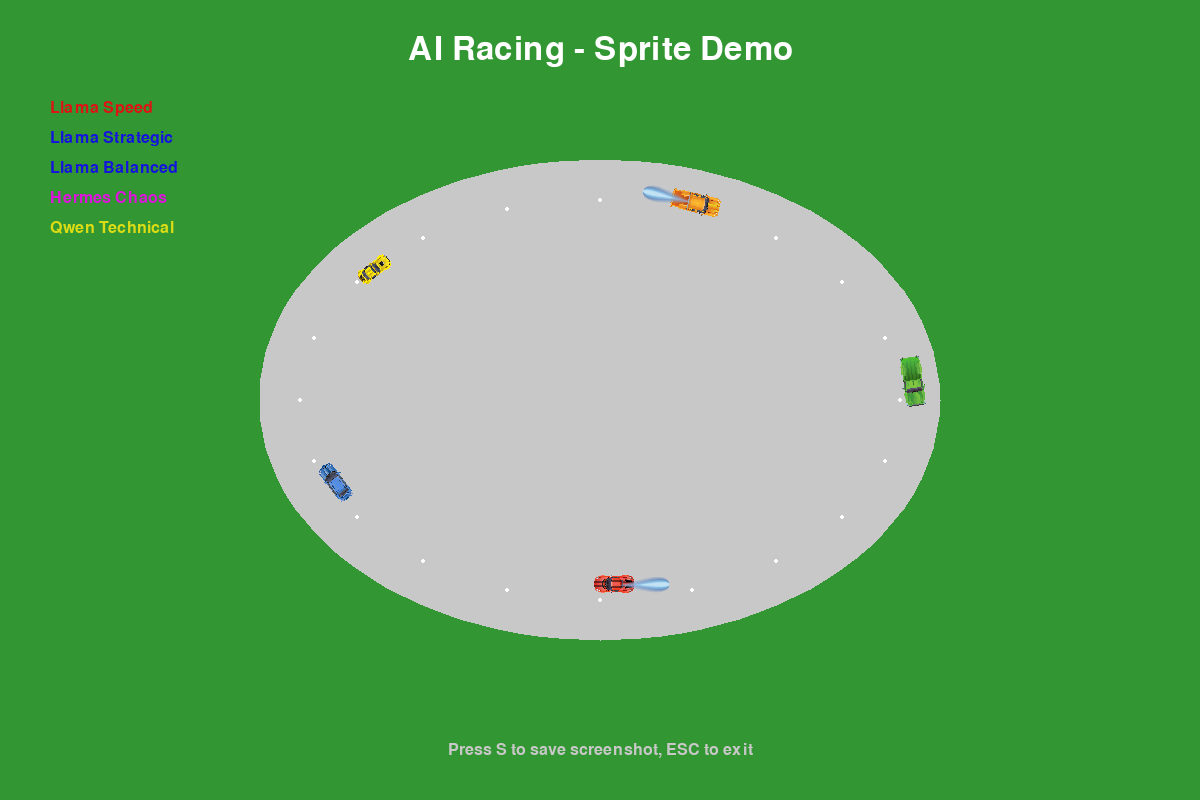 AI Racing - Sprite Demo
Llama Speed
Llama Strategic
Llama Balanced
Hermes Chaos
Qwen Technical
Press S to save screenshot, ESC to exit